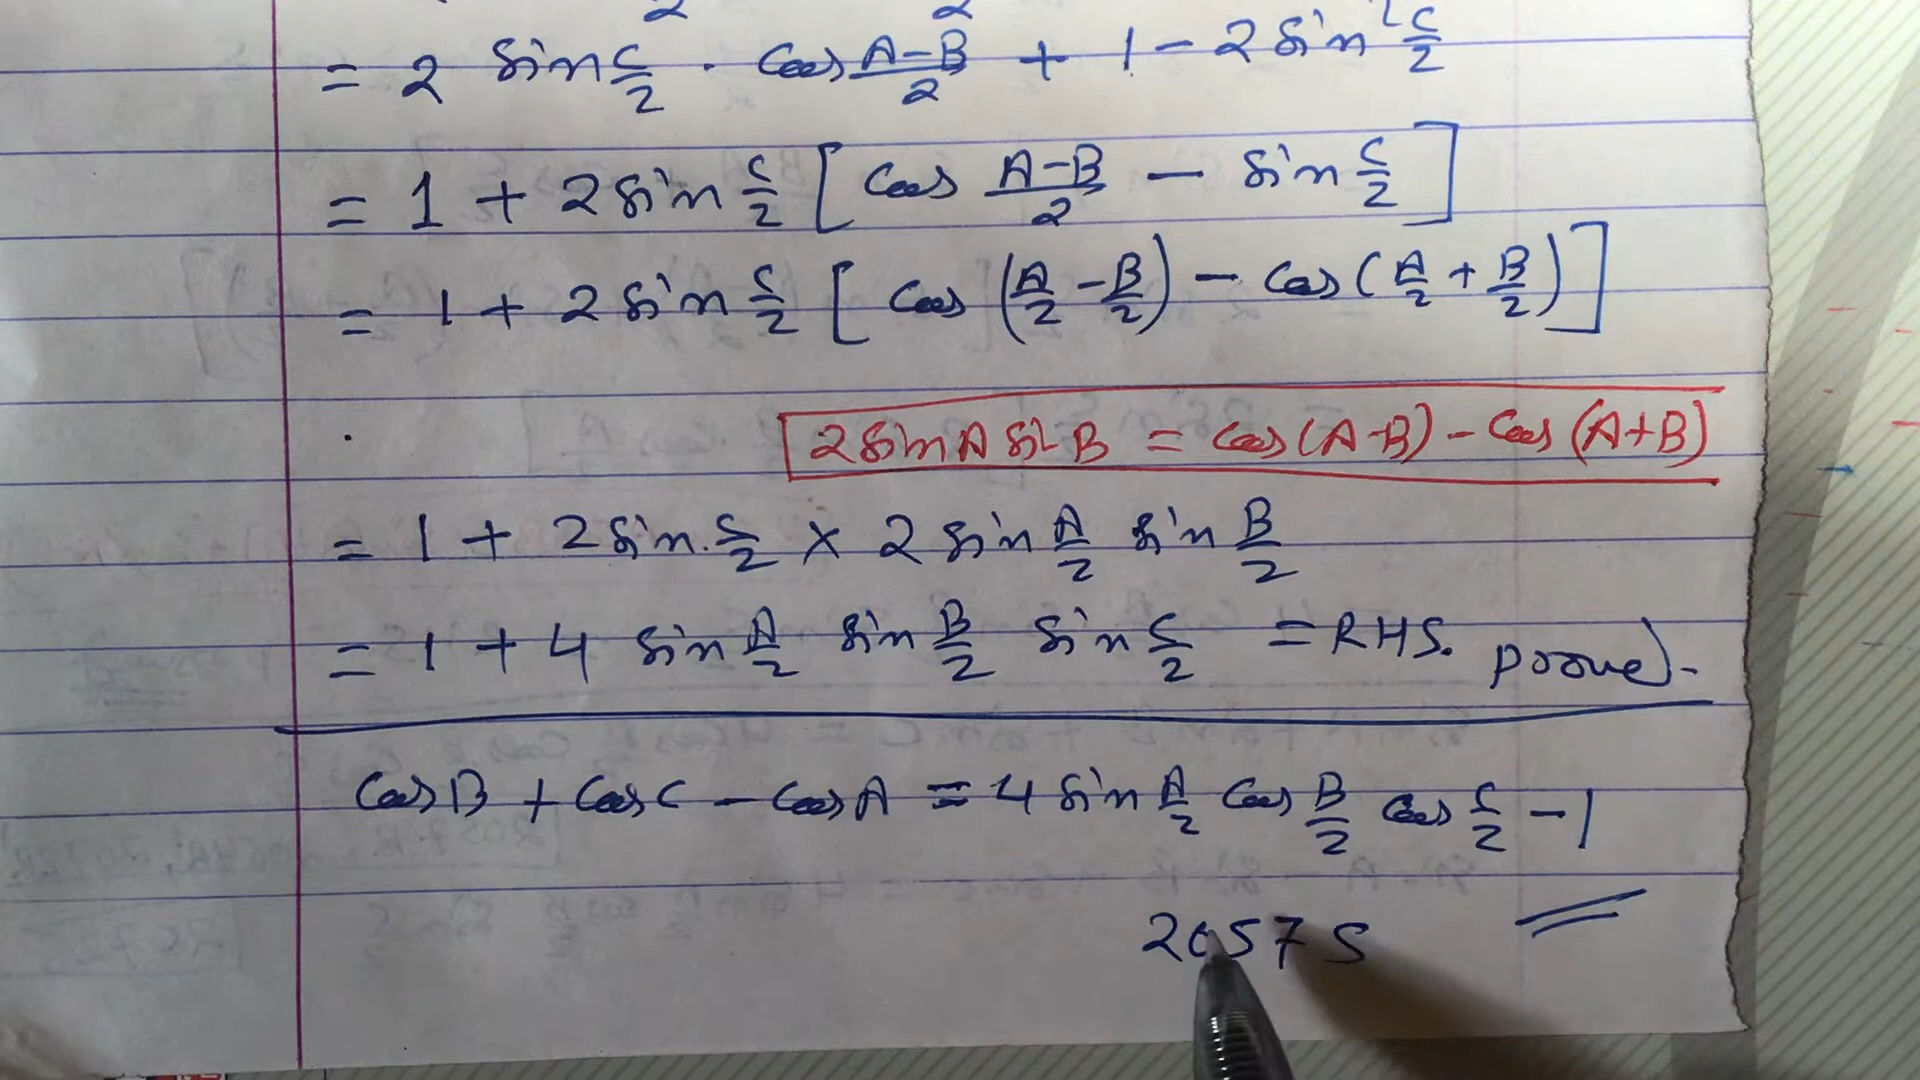 = 2 sin C/2 · cos (A-B)/2 + 1 - 2 sin² C/2
= 1 + 2 sin C/2 [ cos (A-B)/2 - sin C/2 ]
= 1 + 2 sin C/2 [ cos (A/2 - B/2) - cos (A/2 + B/2) ]
2 sin A sin B = cos(A-B) - cos (A+B)
= 1 + 2 sin. C/2 × 2 sin A/2 sin B/2
= 1 + 4 sin A/2 sin B/2 sin C/2 = RHS. proved.
cos B + cos C - cos A = 4 sin A/2 cos B/2 cos C/2 - 1
2057 S